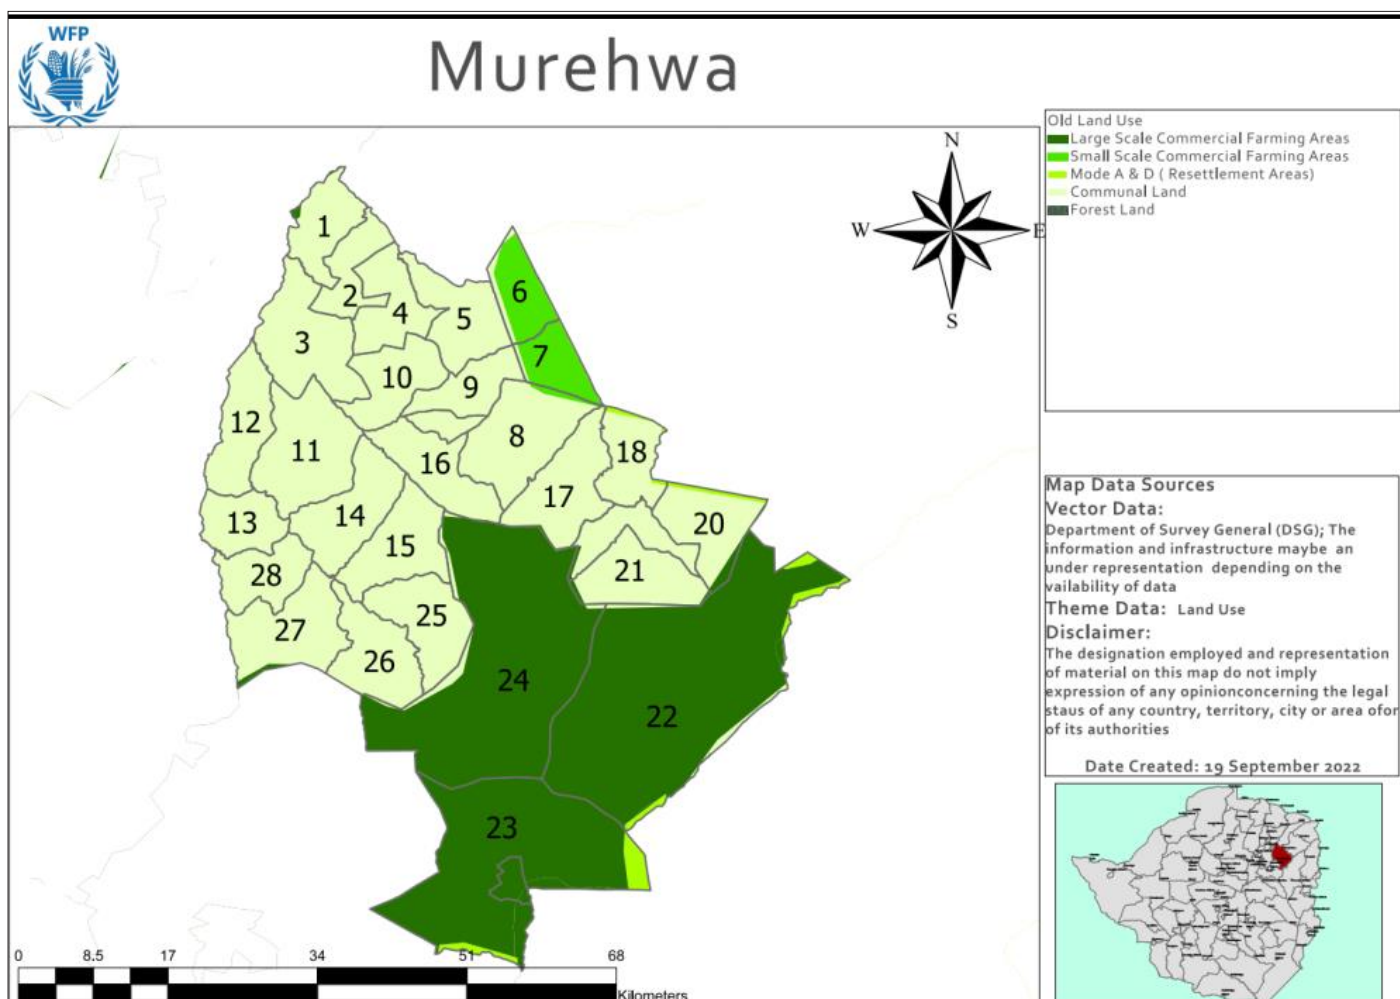 WFP
Murehwa
Old Land Use
Large Scale Commercial Farming Areas
Small Scale Commercial Farming Areas
Mode A & D ( Resettlement Areas)
Communal Land
Forest Land
N
W
E
S
1
2
3
4
5
6
7
8
9
10
11
12
13
14
15
16
17
18
20
21
22
23
24
25
26
27
28
Map Data Sources
Vector Data:
Department of Survey General (DSG); The
information and infrastructure maybe an
under representation depending on the
vailability of data
Theme Data: Land Use
Disclaimer:
The designation employed and representation
of material on this map do not imply
expression of any opinionconcerning the legal
staus of any country, territory, city or area ofor
of its authorities
Date Created: 19 September 2022
0 8.5 17 34 51 68
Kilometers